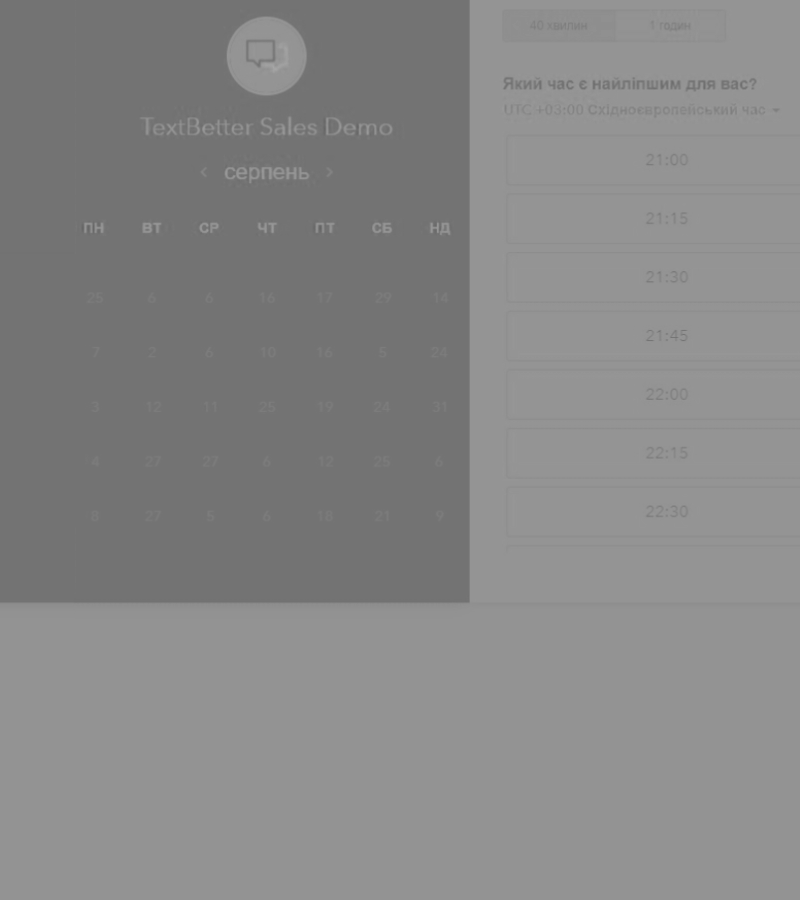 TextBetter Sales Demo
‹ серпень ›
ПН ВТ СР ЧТ ПТ СБ НД
25 6 6 16 17 29 14
7 2 6 10 16 5 24
3 12 11 25 19 24 31
4 27 27 6 12 25 6
8 27 5 6 18 21 9
40 хвилин 1 годин
Який час є найліпшим для вас?
UTC +03:00 Східноєвропейський час
21:00
21:15
21:30
21:45
22:00
22:15
22:30